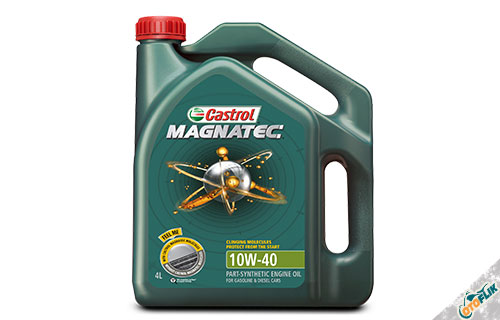 Castrol
MAGNATEC
FEEL ME
CLINGING MOLECULES
PROTECT FROM THE START
10W-40
PART-SYNTHETIC ENGINE OIL
FOR GASOLINE & DIESEL CARS
4L
OTOFLIK